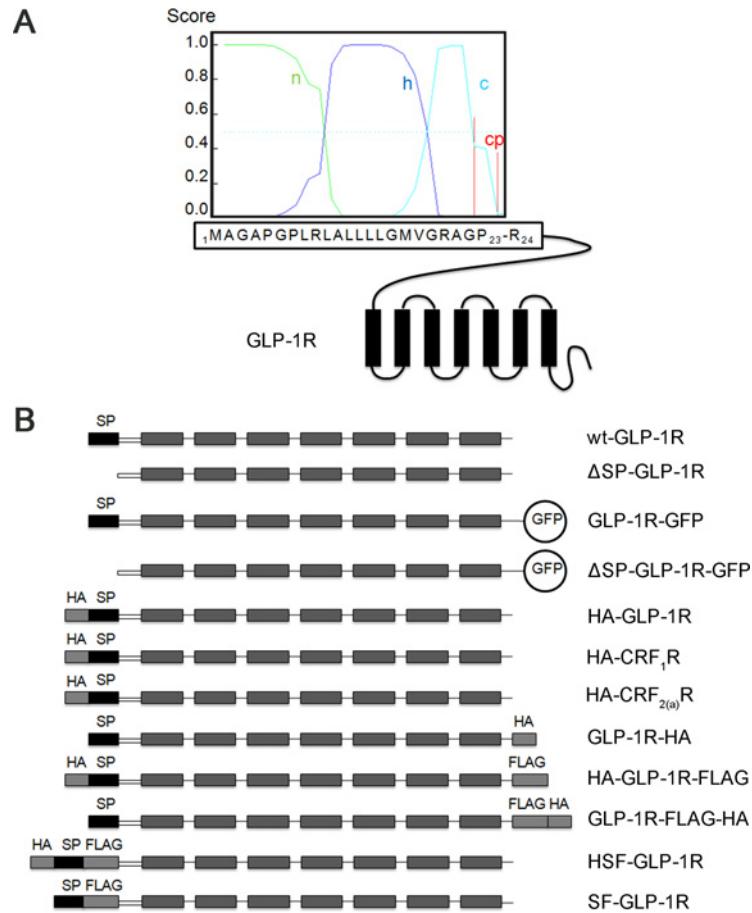 A
Score
1.0
0.8
0.6
0.4
0.2
0.0
n
h
c
cp
₁MAGAPGPLRLALLLLGMVGRAGP₂₃-R₂₄
GLP-1R
B
SP
wt-GLP-1R
ΔSP-GLP-1R
SP
GFP
GLP-1R-GFP
GFP
ΔSP-GLP-1R-GFP
HA SP
HA-GLP-1R
HA SP
HA-CRF₁R
HA SP
HA-CRF₂₍ₐ₎R
SP HA
GLP-1R-HA
HA SP FLAG
HA-GLP-1R-FLAG
SP FLAG HA
GLP-1R-FLAG-HA
HA SP FLAG
HSF-GLP-1R
SP FLAG
SF-GLP-1R